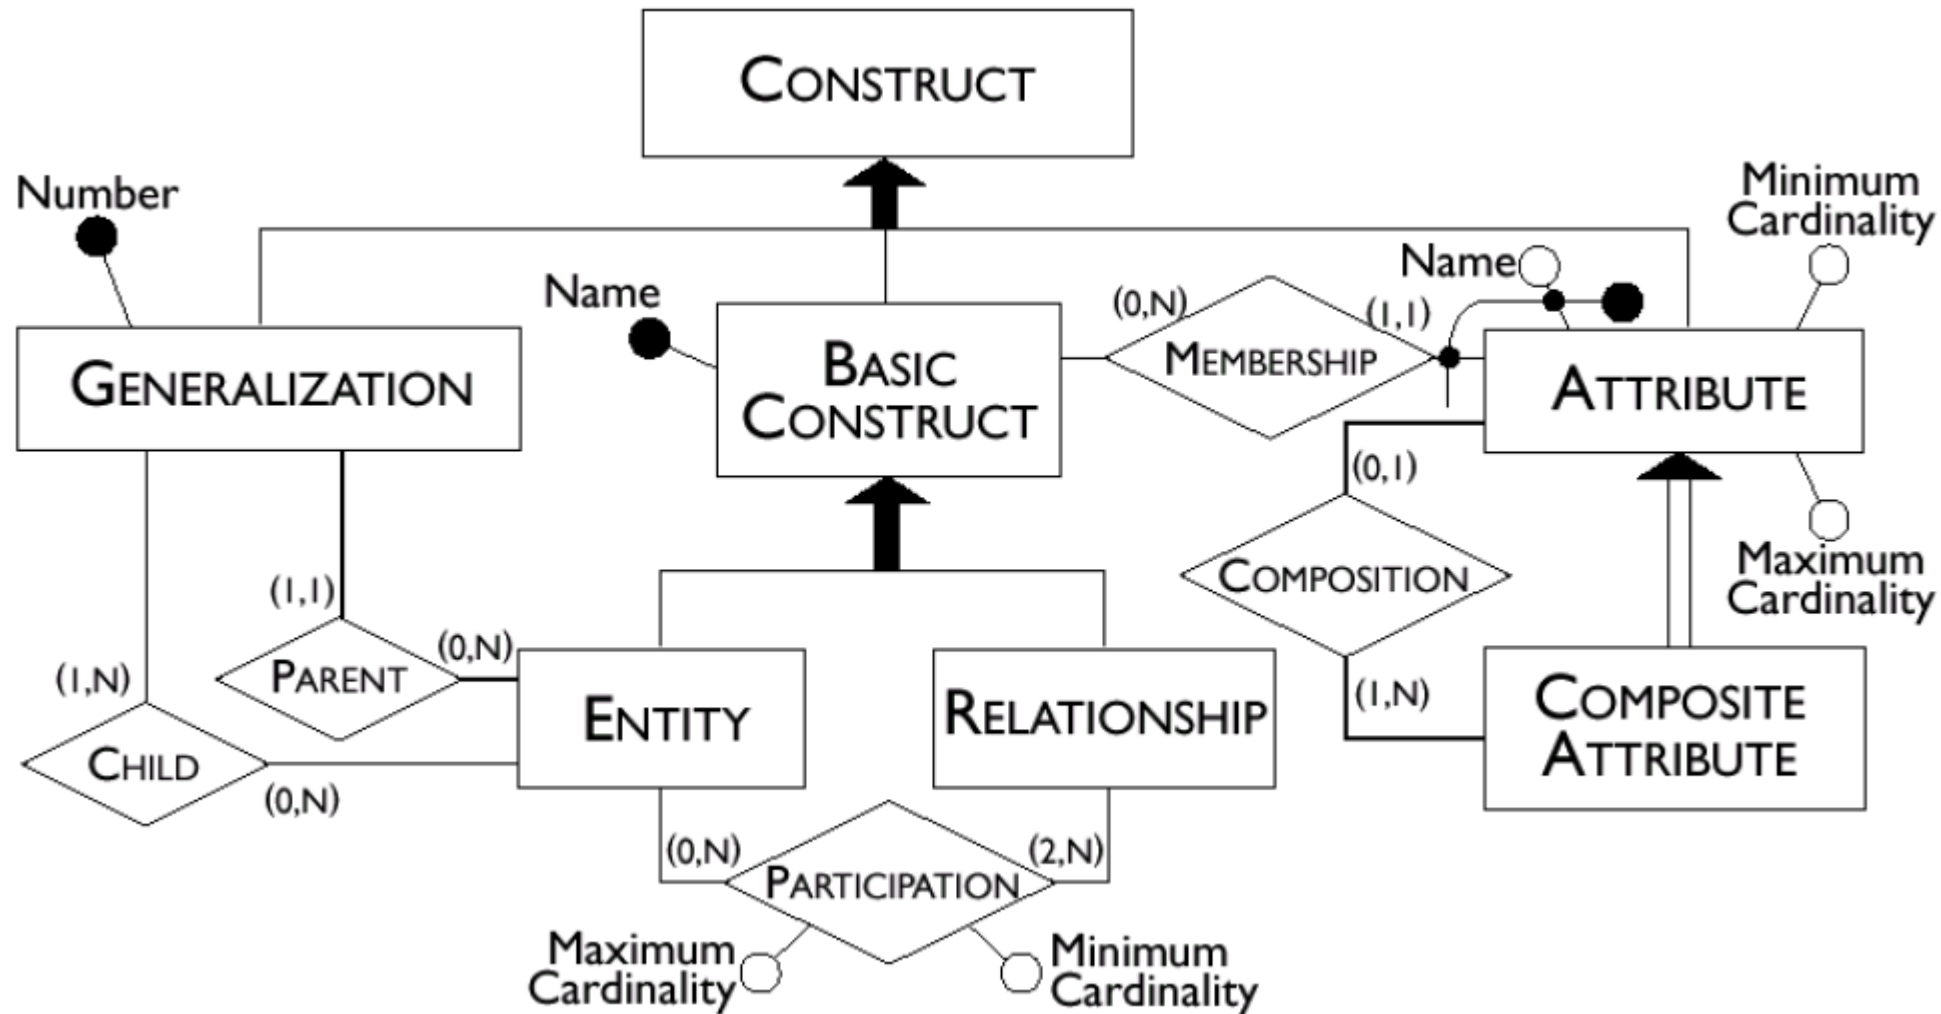 CONSTRUCT
Number
Minimum
Cardinality
Name
Name
(0,N)
(1,1)
GENERALIZATION
BASIC
CONSTRUCT
MEMBERSHIP
ATTRIBUTE
(0,1)
COMPOSITION
Maximum
Cardinality
(1,1)
(0,N)
(1,N)
PARENT
(1,N)
ENTITY
RELATIONSHIP
COMPOSITE
ATTRIBUTE
CHILD
(0,N)
(0,N)
(2,N)
PARTICIPATION
Maximum
Cardinality
Minimum
Cardinality